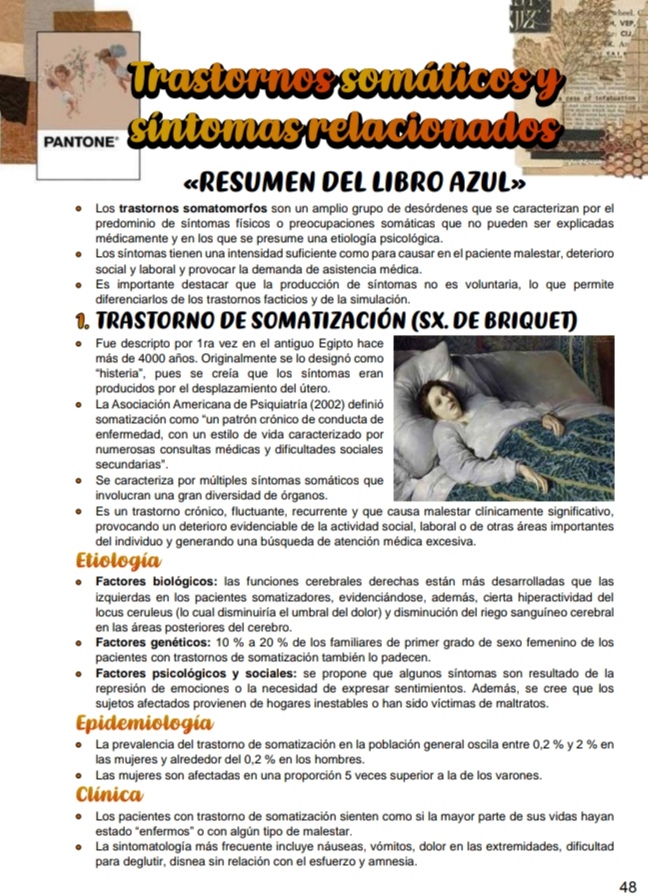 wheel.
VEP,
CU,
a case of infatuation
PANTONE®
Trastornos somáticos y
síntomas relacionados
«RESUMEN DEL LIBRO AZUL»
• Los trastornos somatomorfos son un amplio grupo de desórdenes que se caracterizan por el
predominio de síntomas físicos o preocupaciones somáticas que no pueden ser explicadas
médicamente y en los que se presume una etiología psicológica.
• Los síntomas tienen una intensidad suficiente como para causar en el paciente malestar, deterioro
social y laboral y provocar la demanda de asistencia médica.
• Es importante destacar que la producción de síntomas no es voluntaria, lo que permite
diferenciarlos de los trastornos facticios y de la simulación.
1. TRASTORNO DE SOMATIZACIÓN (SX. DE BRIQUET)
• Fue descripto por 1ra vez en el antiguo Egipto hace
más de 4000 años. Originalmente se lo designó como
“histeria”, pues se creía que los síntomas eran
producidos por el desplazamiento del útero.
• La Asociación Americana de Psiquiatría (2002) definió
somatización como “un patrón crónico de conducta de
enfermedad, con un estilo de vida caracterizado por
numerosas consultas médicas y dificultades sociales
secundarias”.
• Se caracteriza por múltiples síntomas somáticos que
involucran una gran diversidad de órganos.
• Es un trastorno crónico, fluctuante, recurrente y que causa malestar clínicamente significativo,
provocando un deterioro evidenciable de la actividad social, laboral o de otras áreas importantes
del individuo y generando una búsqueda de atención médica excesiva.
Etiología
• Factores biológicos: las funciones cerebrales derechas están más desarrolladas que las
izquierdas en los pacientes somatizadores, evidenciándose, además, cierta hiperactividad del
locus ceruleus (lo cual disminuiría el umbral del dolor) y disminución del riego sanguíneo cerebral
en las áreas posteriores del cerebro.
• Factores genéticos: 10 % a 20 % de los familiares de primer grado de sexo femenino de los
pacientes con trastornos de somatización también lo padecen.
• Factores psicológicos y sociales: se propone que algunos síntomas son resultado de la
represión de emociones o la necesidad de expresar sentimientos. Además, se cree que los
sujetos afectados provienen de hogares inestables o han sido víctimas de maltratos.
Epidemiología
• La prevalencia del trastorno de somatización en la población general oscila entre 0,2 % y 2 % en
las mujeres y alrededor del 0,2 % en los hombres.
• Las mujeres son afectadas en una proporción 5 veces superior a la de los varones.
Clínica
• Los pacientes con trastorno de somatización sienten como si la mayor parte de sus vidas hayan
estado “enfermos” o con algún tipo de malestar.
• La sintomatología más frecuente incluye náuseas, vómitos, dolor en las extremidades, dificultad
para deglutir, disnea sin relación con el esfuerzo y amnesia.
48